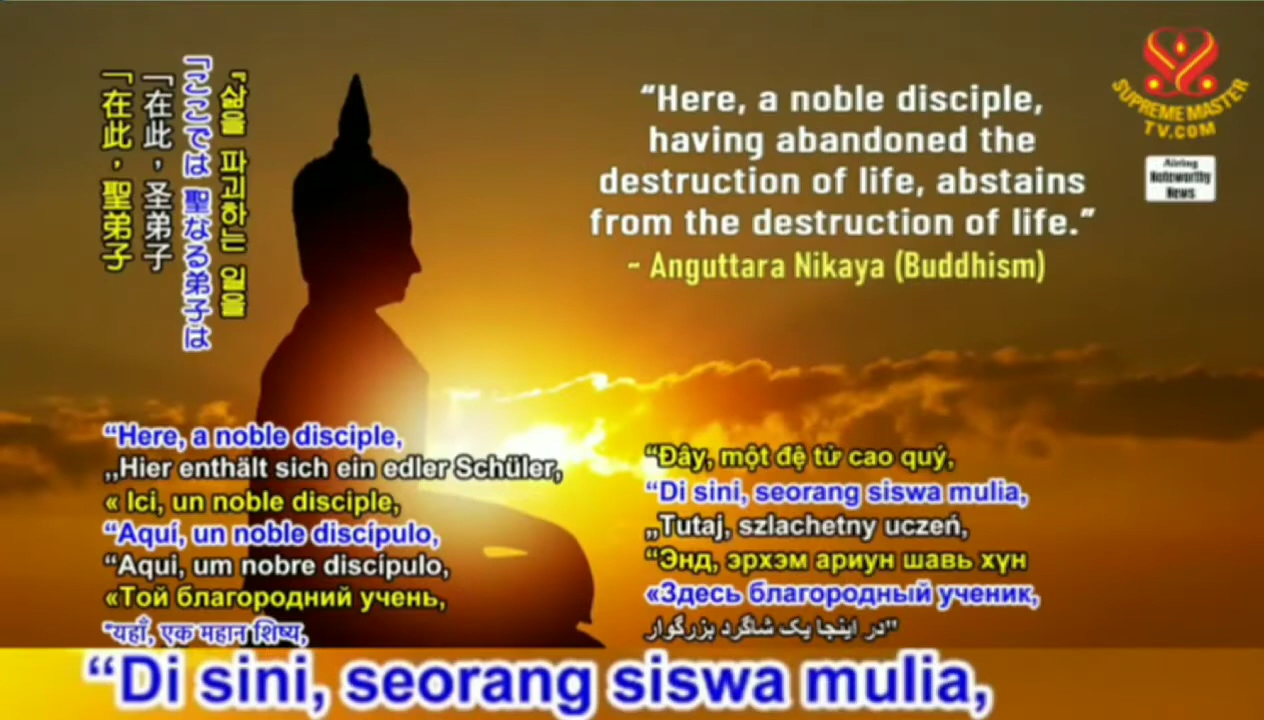 “Here, a noble disciple,
having abandoned the
destruction of life, abstains
from the destruction of life.”
~ Anguttara Nikaya (Buddhism)
SUPREME MASTER
TV.COM
Airing
Noteworthy
News
『삶을 파괴하는 일을
「ここでは 聖なる弟子は
「在此，圣弟子
「在此，聖弟子
“Here, a noble disciple,
„Hier enthält sich ein edler Schüler,
« Ici, un noble disciple,
“Aquí, un noble discípulo,
“Aqui, um nobre discípulo,
«Той благородний учень,
“यहाँ, एक महान शिष्य,
“Đây, một đệ tử cao quý,
“Di sini, seorang siswa mulia,
„Tutaj, szlachetny uczeń,
“Энд, эрхэм ариун шавь хүн
«Здесь благородный ученик,
"در اینجا یک شاگرد بزرگوار
“Di sini, seorang siswa mulia,